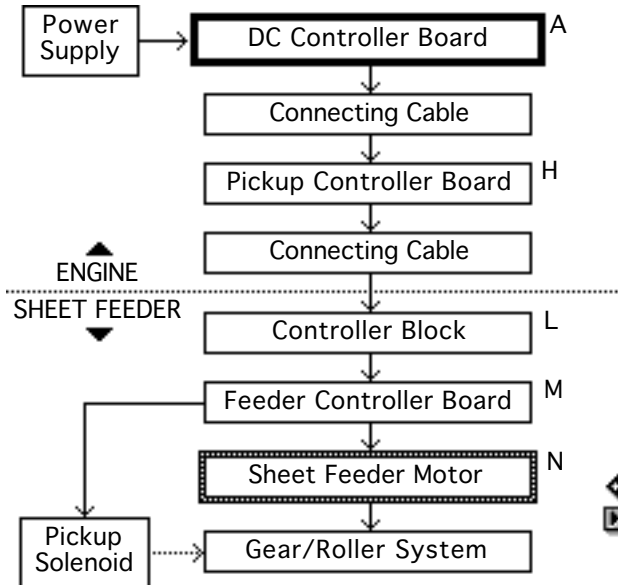 Power
Supply
DC Controller Board
A
Connecting Cable
Pickup Controller Board
H
Connecting Cable
ENGINE
SHEET FEEDER
Controller Block
L
Feeder Controller Board
M
Sheet Feeder Motor
N
Pickup
Solenoid
Gear/Roller System